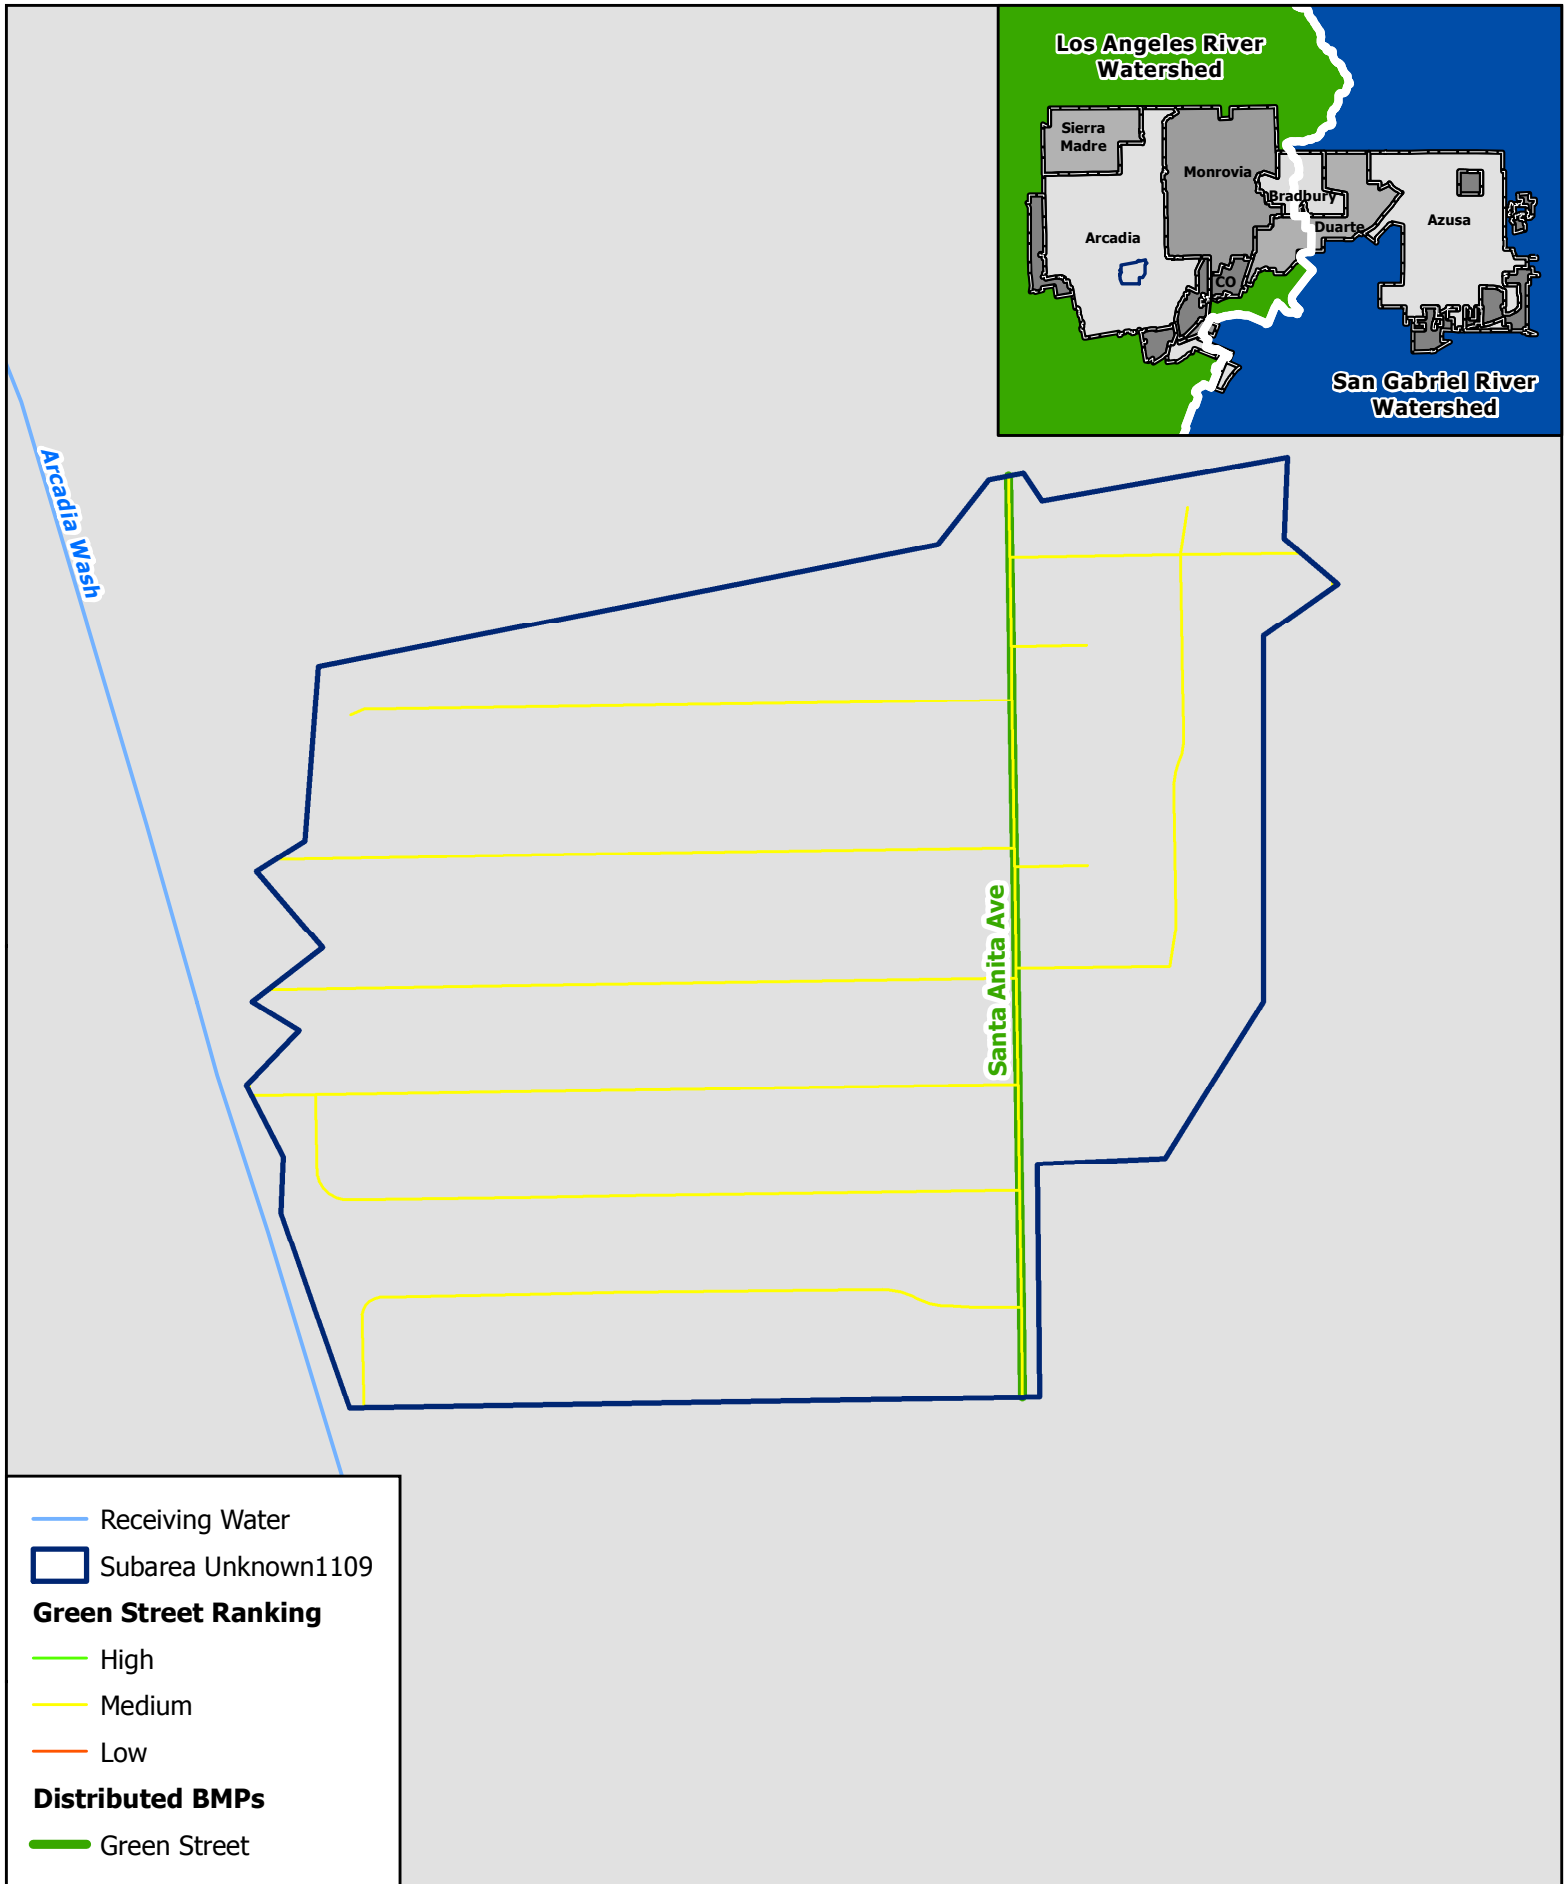 Los Angeles River
Watershed
Sierra
Madre
Monrovia
Bradbury
Duarte
Azusa
Arcadia
CO
San Gabriel River
Watershed
Arcadia Wash
Santa Anita Ave
Receiving Water
Subarea Unknown1109
Green Street Ranking
High
Medium
Low
Distributed BMPs
Green Street